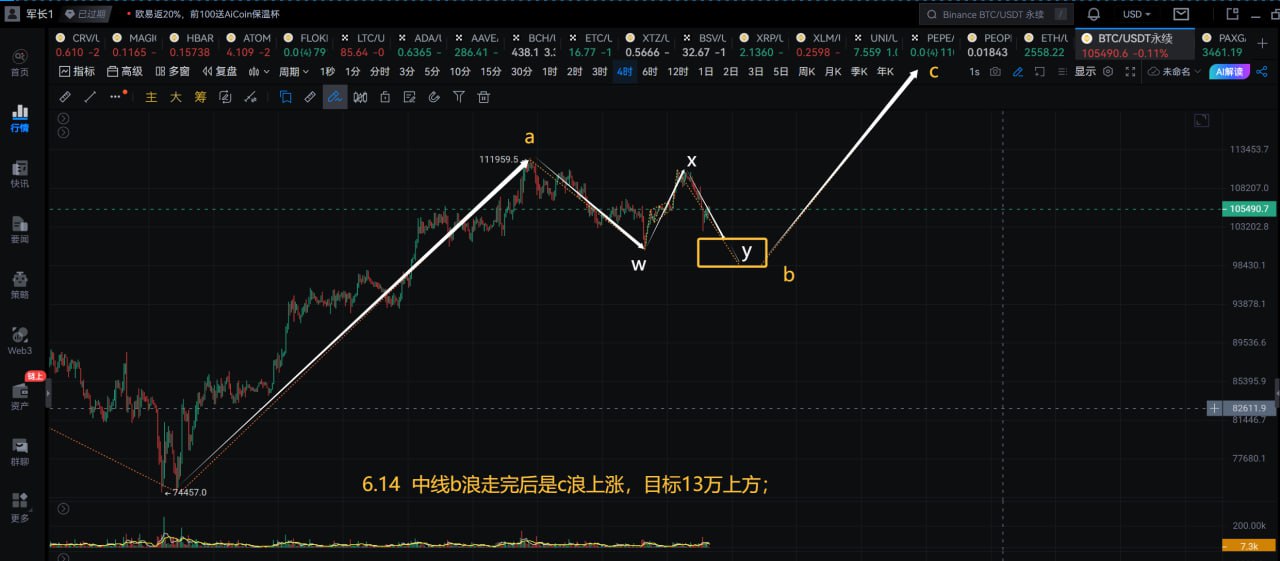 军长1 已过期 欧易返20%，前100送AiCoin保温杯 Binance BTC/USDT 永续 / USD
CRV/U MAGI HBAR ATOM FLOKI LTC/U ADA/U AAVE BCH/U ETC/U XTZ/U BSV/U XRP/U XLM/U UNI/U PEPE/ PEOP ETH/U BTC/USDT永续 PAXG
0.610 -2 0.1165 - 0.15738 4.109 -2 0.0(4)79 85.64 -0 0.6365 - 286.41 - 438.1 3. 16.77 -1 0.5666 - 32.67 -1 2.1360 - 0.2598 - 7.559 1. 0.0(4)11 0.01843 2558.22 105490.6 -0.11% 3461.19
指标 高级 多窗 复盘 周期 1秒 1分 分时 3分 5分 10分 15分 30分 1时 2时 3时 4时 6时 12时 1日 2日 3日 5日 周K 月K 季K 年K c 1s 显示 未命名 AI解读
主 大 筹
首页
行情
快讯
要闻
策略
Web3
链上
资产
群聊
更多
a
111959.5
x
w
y
b
74457.0
6.14 中线b浪走完后是c浪上涨，目标13万上方；
113453.7
108207.0
105490.7
103202.8
98430.1
93878.1
89536.6
85395.9
82611.9
81446.7
77680.1
200.00k
7.3k